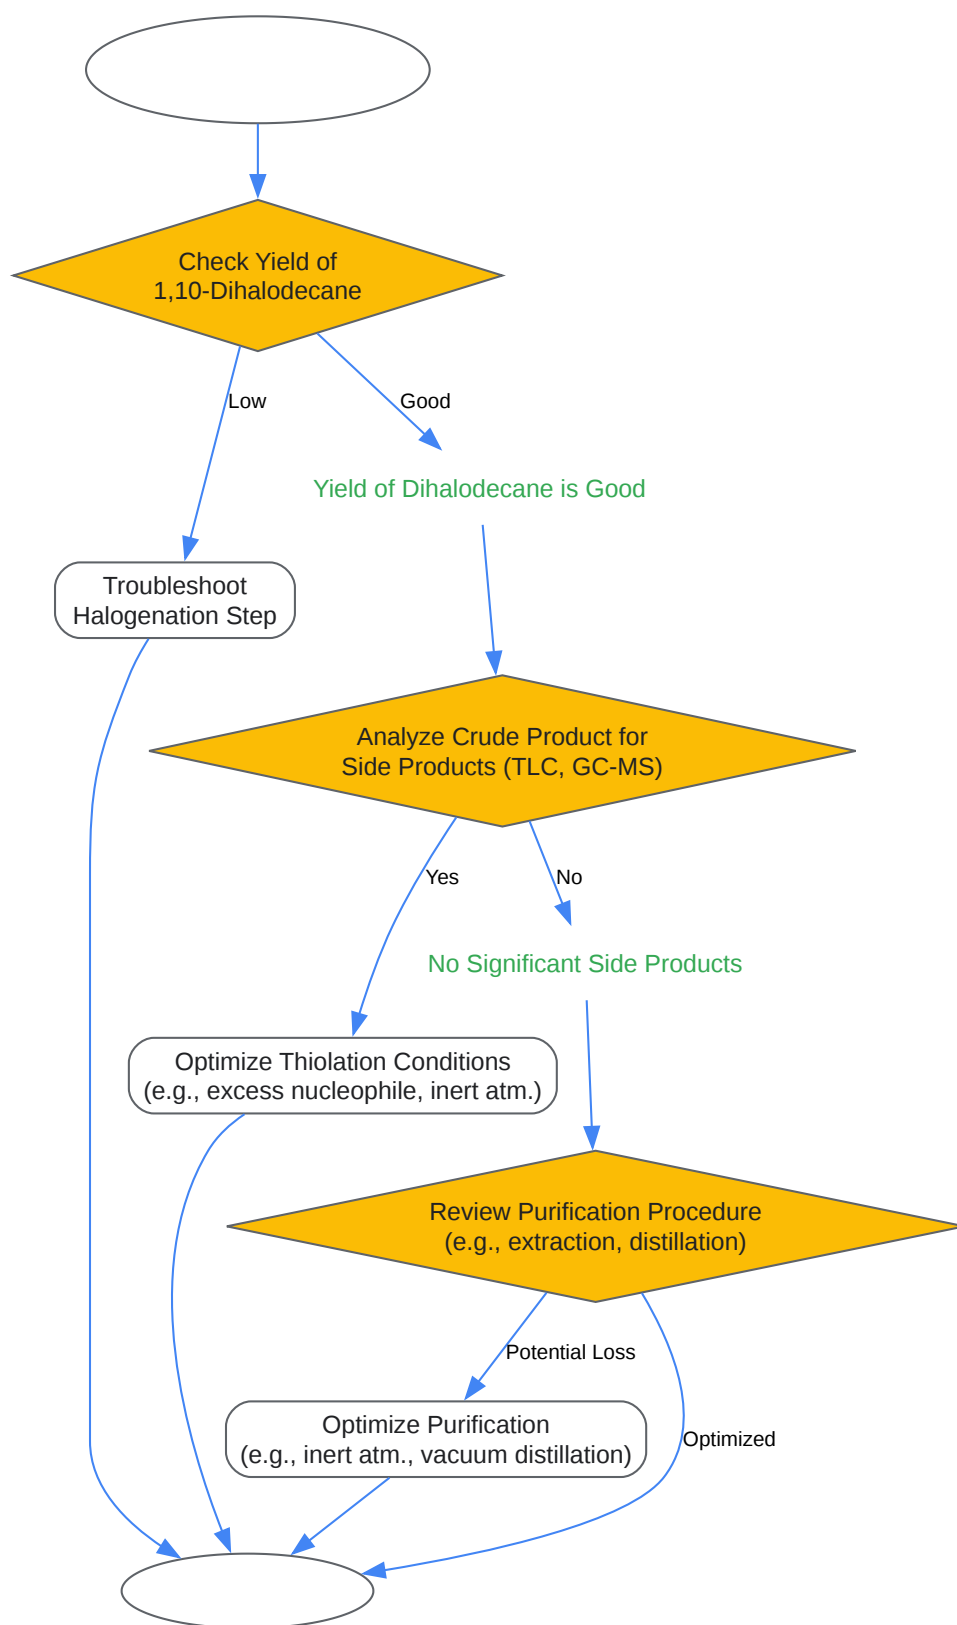 Check Yield of
1,10-Dihalodecane
Low
Good
Yield of Dihalodecane is Good
Troubleshoot
Halogenation Step
Analyze Crude Product for
Side Products (TLC, GC-MS)
Yes
No
No Significant Side Products
Optimize Thiolation Conditions
(e.g., excess nucleophile, inert atm.)
Review Purification Procedure
(e.g., extraction, distillation)
Potential Loss
Optimize Purification
(e.g., inert atm., vacuum distillation)
Optimized